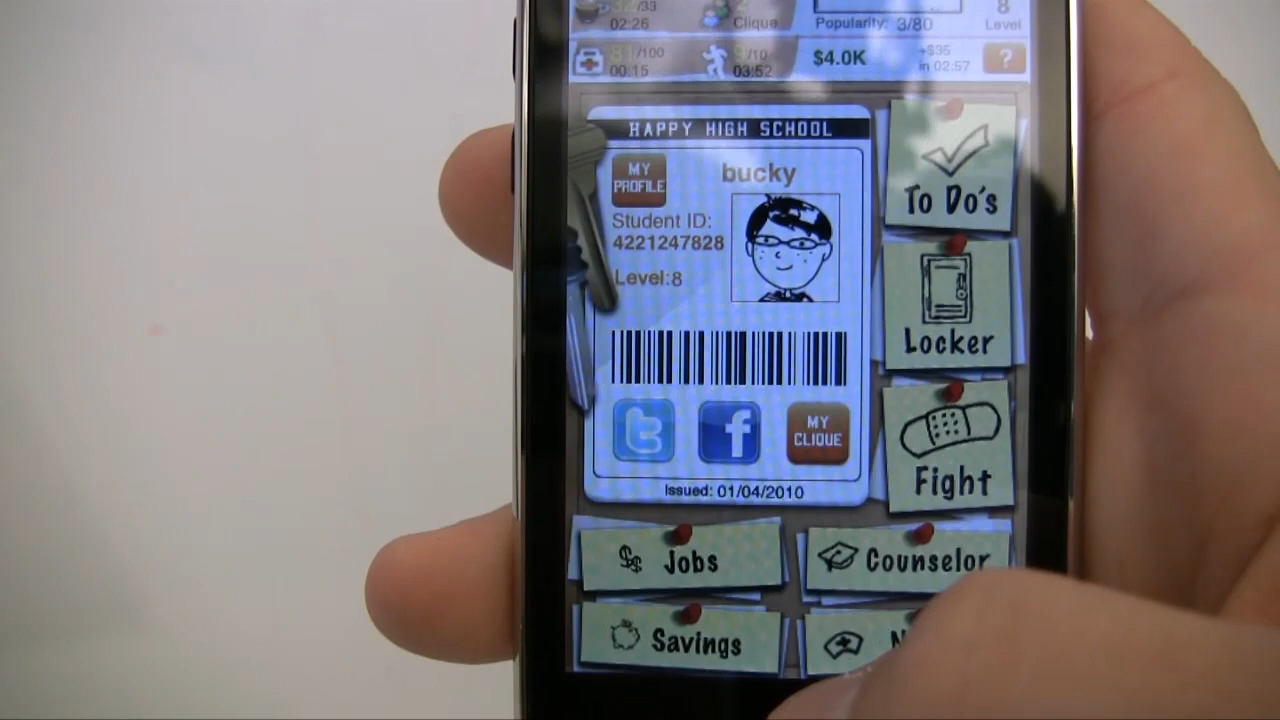 /33
8
02:26
Clique
Popularity: 3/80
Level
/100
/10
$4.0K
+$35
?
00:15
03:52
in 02:57
HAPPY HIGH SCHOOL
MY
PROFILE
bucky
Student ID:
4221247828
Level:8
To Do's
Locker
t
f
MY
CLIQUE
Fight
Issued: 01/04/2010
Jobs
Counselor
Savings